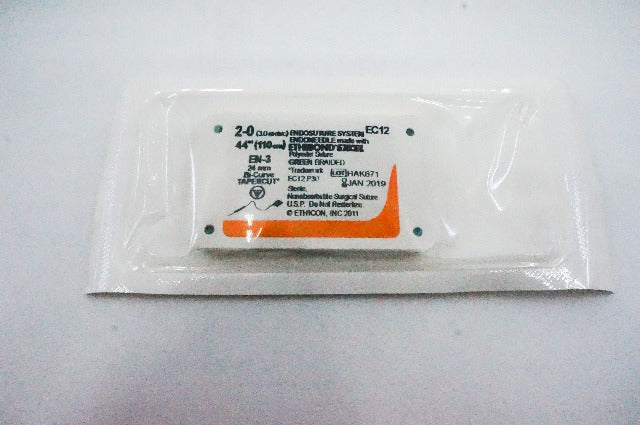 2-0 (3.0 metric) ENDOSUTURE SYSTEM EC12
44" (110 cm) ENDONEEDLE made with
ETHIBOND EXCEL
Polyester Suture
EN-3 GREEN BRAIDED
24 mm *Trademark LOT HAK671
Bi-Curve EC12.P30 JAN 2019
TAPERCUT*
Sterile,
Nonabsorbable Surgical Suture
U.S.P. Do Not Resterilize
© ETHICON, INC 2011